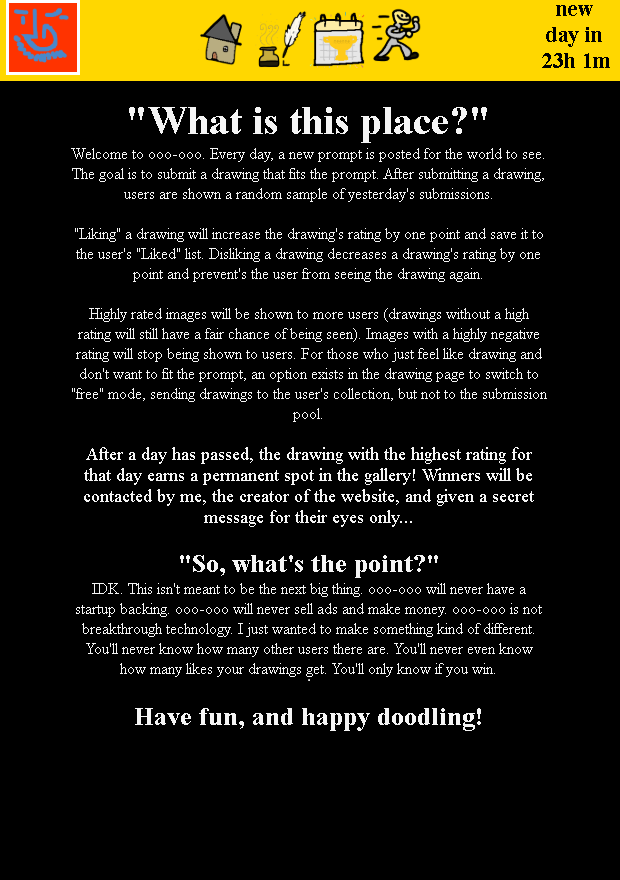 new
day in
23h 1m
"What is this place?"
Welcome to ooo-ooo. Every day, a new prompt is posted for the world to see.
The goal is to submit a drawing that fits the prompt. After submitting a drawing,
users are shown a random sample of yesterday's submissions.
"Liking" a drawing will increase the drawing's rating by one point and save it to
the user's "Liked" list. Disliking a drawing decreases a drawing's rating by one
point and prevent's the user from seeing the drawing again.
Highly rated images will be shown to more users (drawings without a high
rating will still have a fair chance of being seen). Images with a highly negative
rating will stop being shown to users. For those who just feel like drawing and
don't want to fit the prompt, an option exists in the drawing page to switch to
"free" mode, sending drawings to the user's collection, but not to the submission
pool.
After a day has passed, the drawing with the highest rating for
that day earns a permanent spot in the gallery! Winners will be
contacted by me, the creator of the website, and given a secret
message for their eyes only...
"So, what's the point?"
IDK. This isn't meant to be the next big thing. ooo-ooo will never have a
startup backing. ooo-ooo will never sell ads and make money. ooo-ooo is not
breakthrough technology. I just wanted to make something kind of different.
You'll never know how many other users there are. You'll never even know
how many likes your drawings get. You'll only know if you win.
Have fun, and happy doodling!